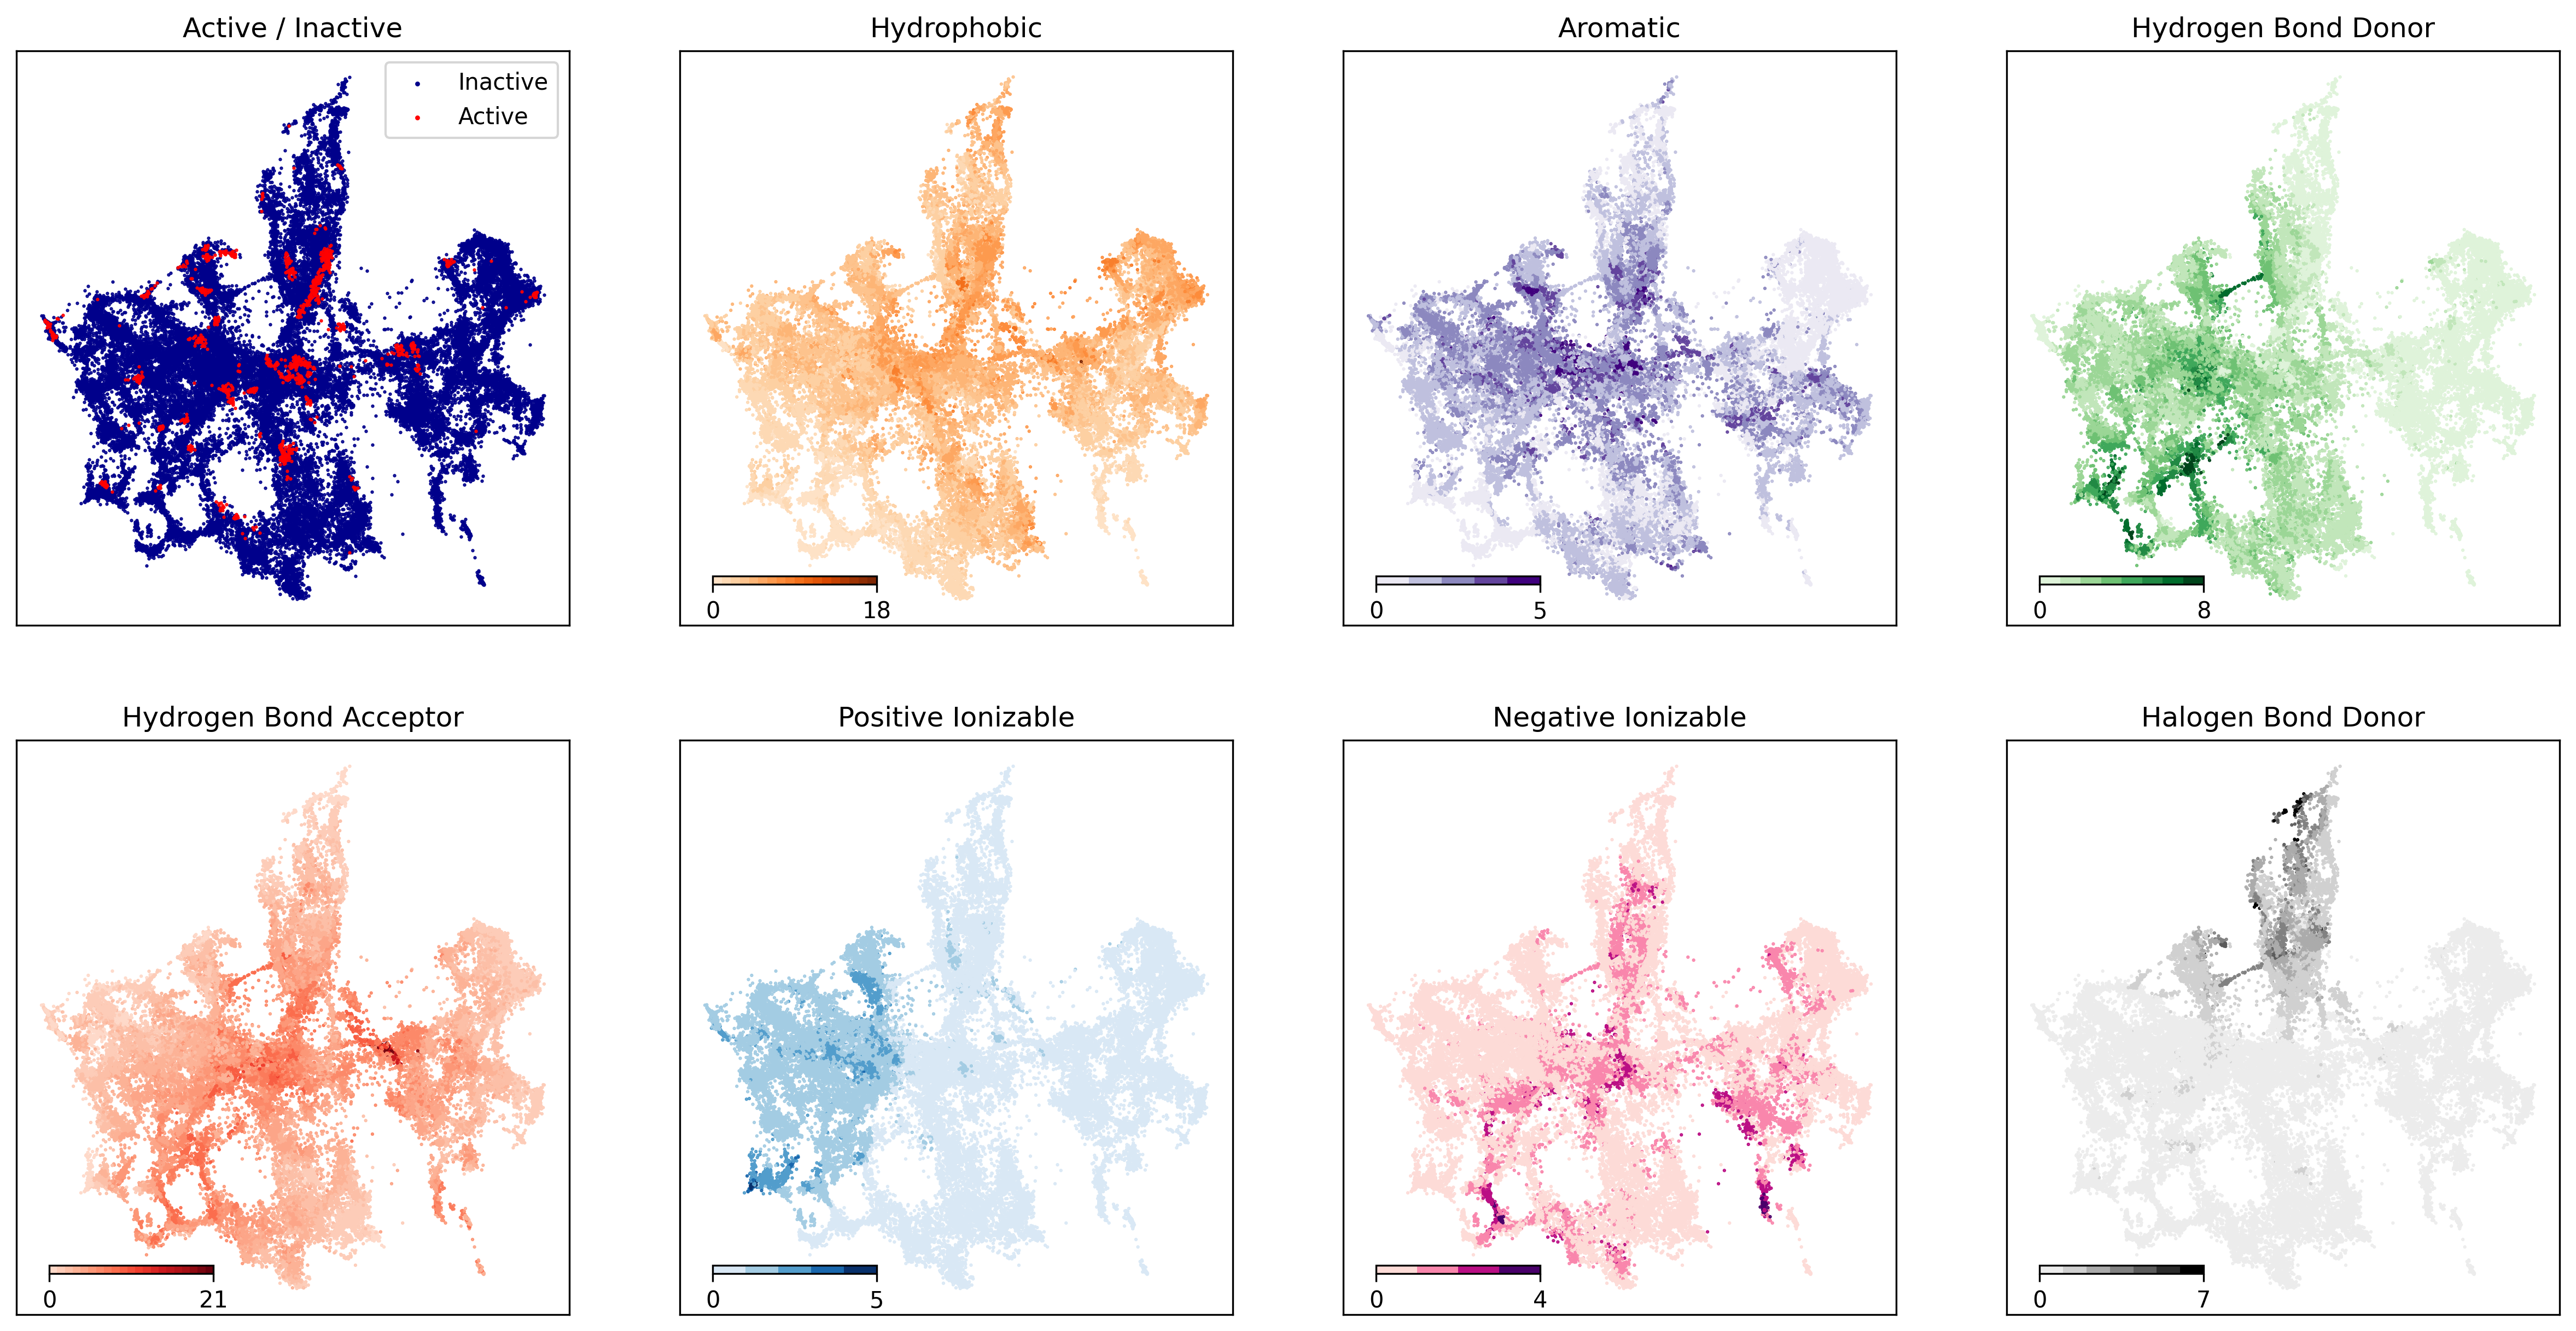 Active / Inactive
Inactive
Active
Hydrophobic
0 18
Aromatic
0 5
Hydrogen Bond Donor
0 8
Hydrogen Bond Acceptor
0 21
Positive Ionizable
0 5
Negative Ionizable
0 4
Halogen Bond Donor
0 7